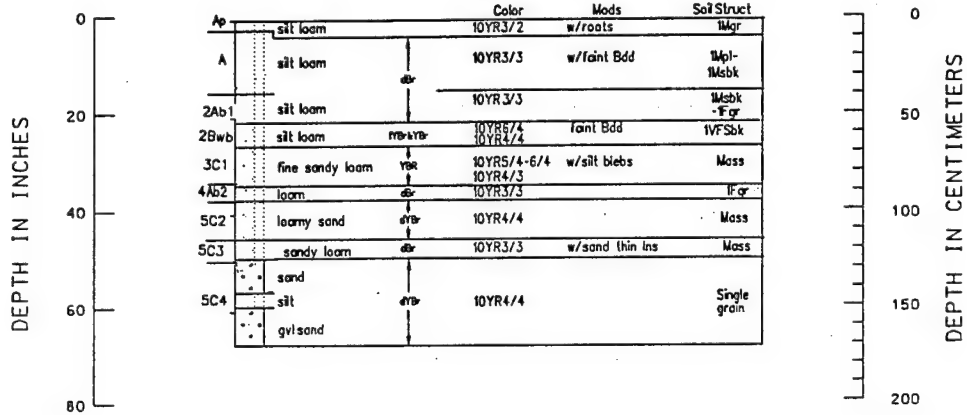 Color Mods Soil Struct
0 Ap silt loam 10YR3/2 w/roots 1Mgr 0
A silt loam dBr 10YR3/3 w/faint Bdd 1Mpl-
1Msbk
20 2Ab1 silt loam 10YR3/3 1Msbk 50
-1Fgr
2Bwb silt loam lYBr&YBr 10YR6/4 faint Bdd 1VFSbk
10YR4/4
3C1 fine sandy loam YBR 10YR5/4-6/4 w/silt blebs Mass
10YR4/3
4Ab2 loam dBr 10YR3/3 1Fgr
40 100
5C2 loamy sand dYBr 10YR4/4 Mass
5C3 sandy loam dBr 10YR3/3 w/sand thin lns Mass
sand
5C4 silt dYBr 10YR4/4 Single
grain 150
60
gvl sand
80 200
DEPTH IN INCHES
DEPTH IN CENTIMETERS